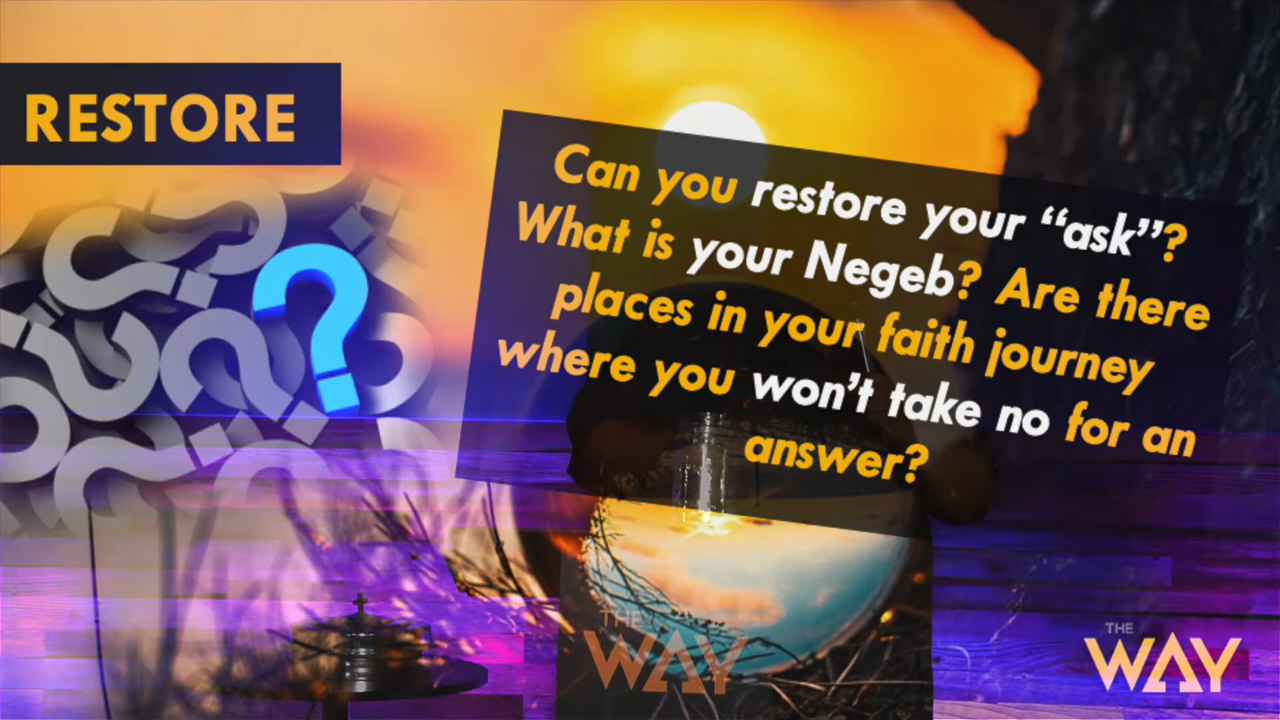 RESTORE
Can you restore your “ask”?
What is your Negeb? Are there
places in your faith journey
where you won’t take no for an
answer?
THE
WAY
THE
WAY